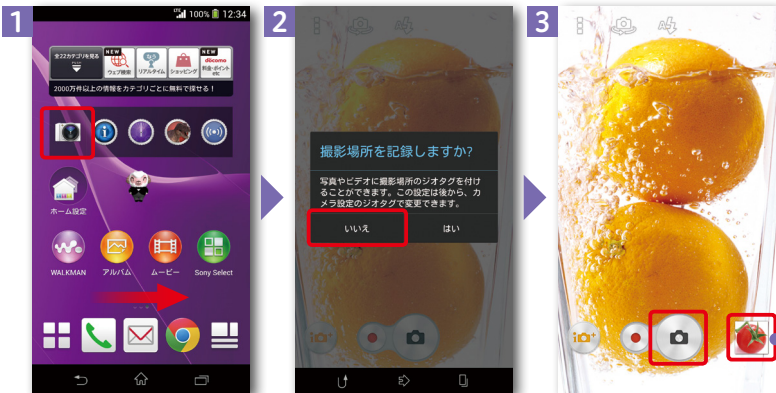 1
LTE 100% 12:34
全22カテゴリを見る
NEW
ウェブ検索
リアルタイム
ショッピング
NEW
docomo
料金・ポイント
etc
2000万件以上の情報をカテゴリごとに無料で探せる！
ホーム設定
WALKMAN
アルバム
ムービー
Sony Select
2
撮影場所を記録しますか?
写真やビデオに撮影場所のジオタグを付け
ることができます。この設定は後から、カ
メラ設定のジオタグで変更できます。
いいえ
はい
3